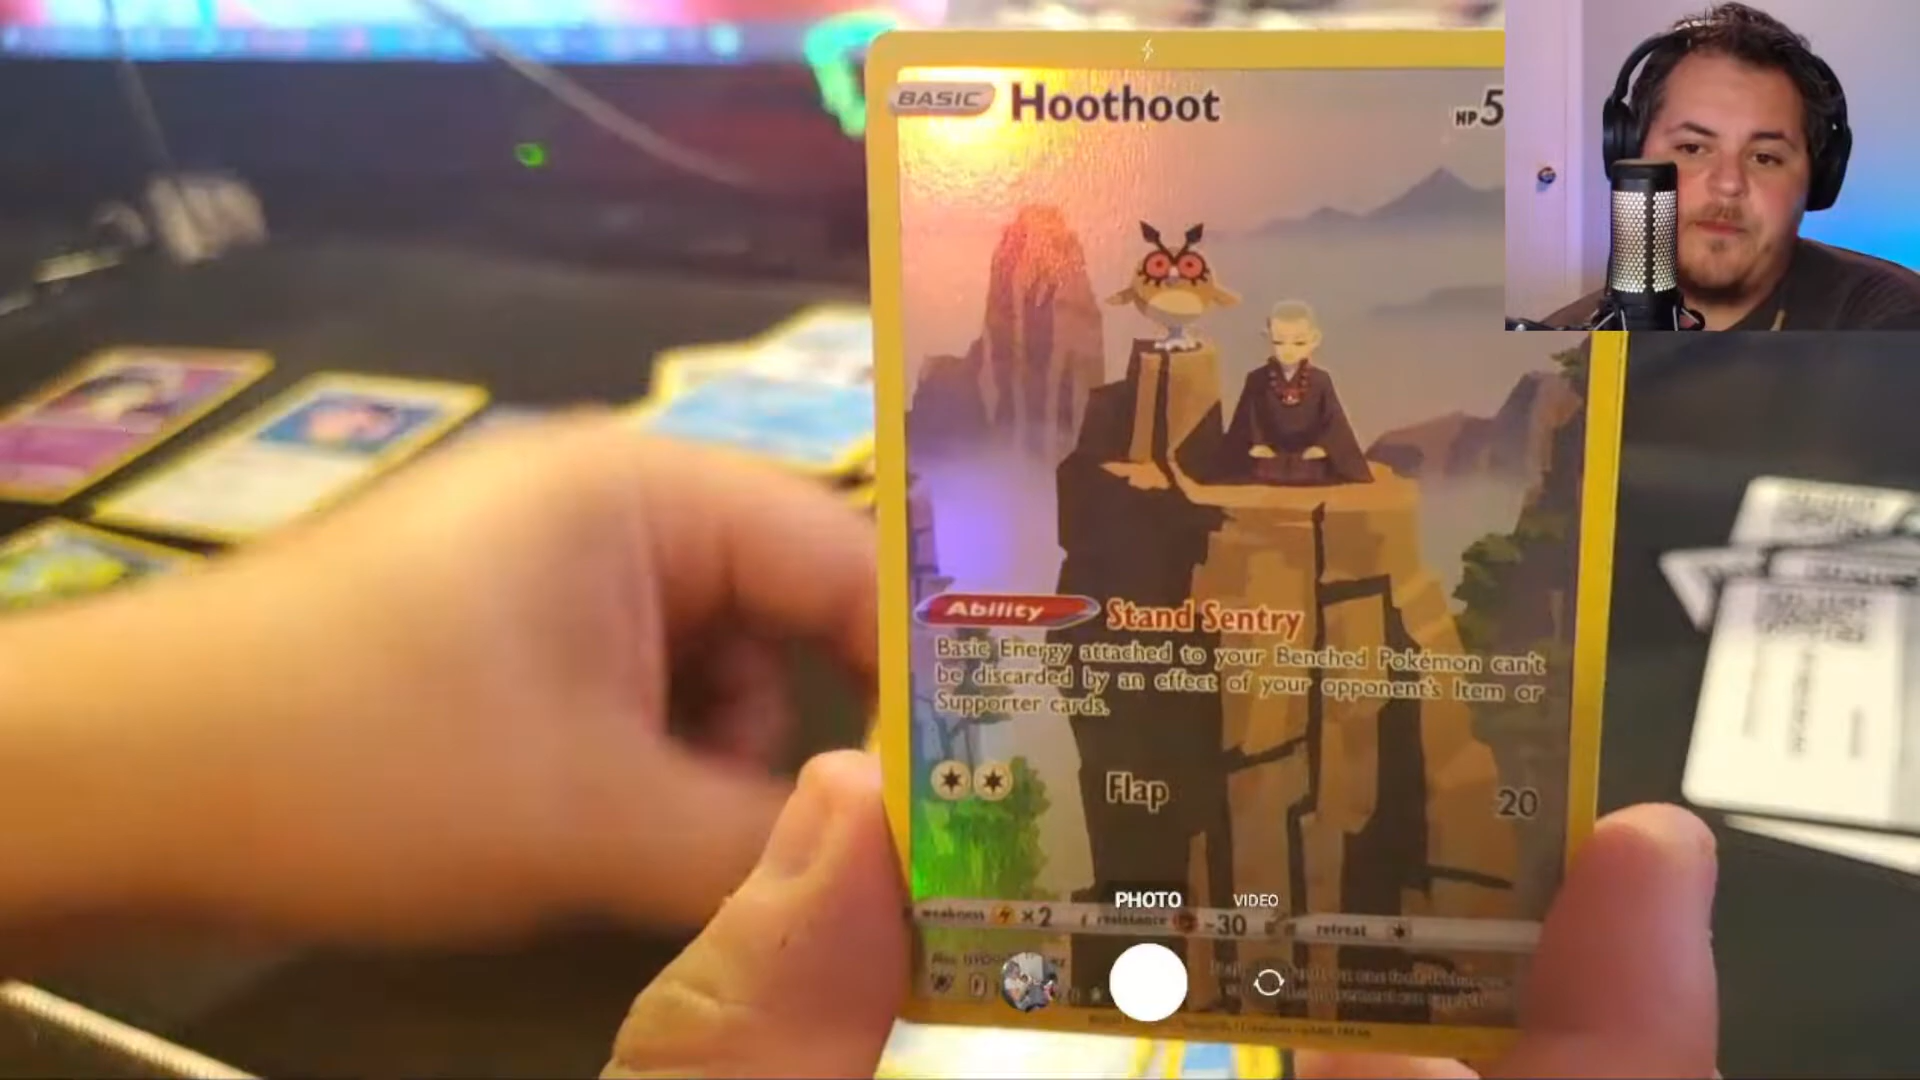 BASIC Hoothoot HP 5
Ability Stand Sentry
Basic Energy attached to your Benched Pokémon can't
be discarded by an effect of your opponent's Item or
Supporter cards.
Flap 20
PHOTO VIDEO
weakness ×2 resistance -30 retreat